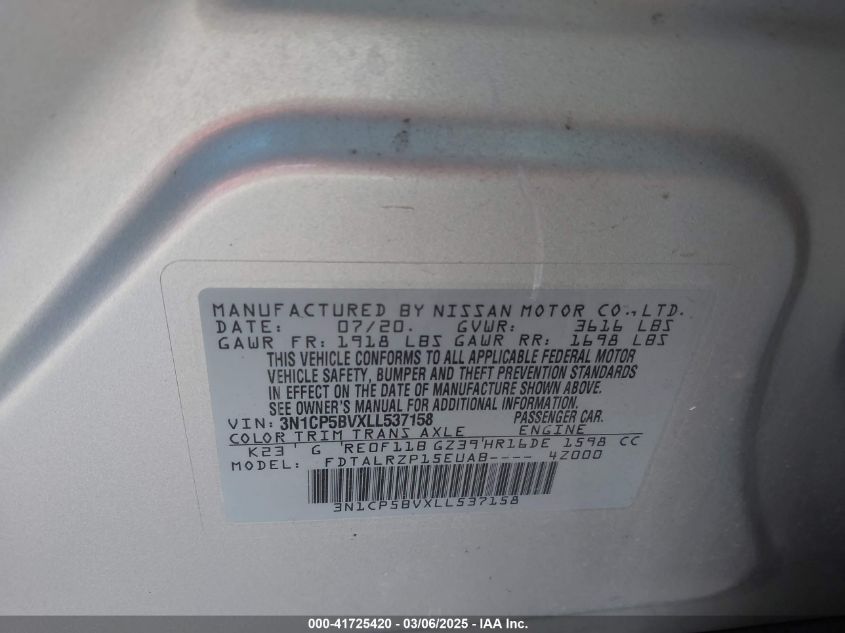 MANUFACTURED BY NISSAN MOTOR CO., LTD.
DATE: 07/20. GVWR: 3616 LBS
GAWR FR: 1918 LBS GAWR RR: 1698 LBS
THIS VEHICLE CONFORMS TO ALL APPLICABLE FEDERAL MOTOR
VEHICLE SAFETY, BUMPER AND THEFT PREVENTION STANDARDS
IN EFFECT ON THE DATE OF MANUFACTURE SHOWN ABOVE.
SEE OWNER'S MANUAL FOR ADDITIONAL INFORMATION.
VIN: 3N1CP5BVXLL537158 PASSENGER CAR.
COLOR TRIM TRANS AXLE ENGINE
K23 ' G 'RE0F11B GZ39'HR16DE 1598 CC
MODEL: FDTALRZP15EUAB---- 4Z000
3N1CP5BVXLL537158
000-41725420 - 03/06/2025 - IAA Inc.